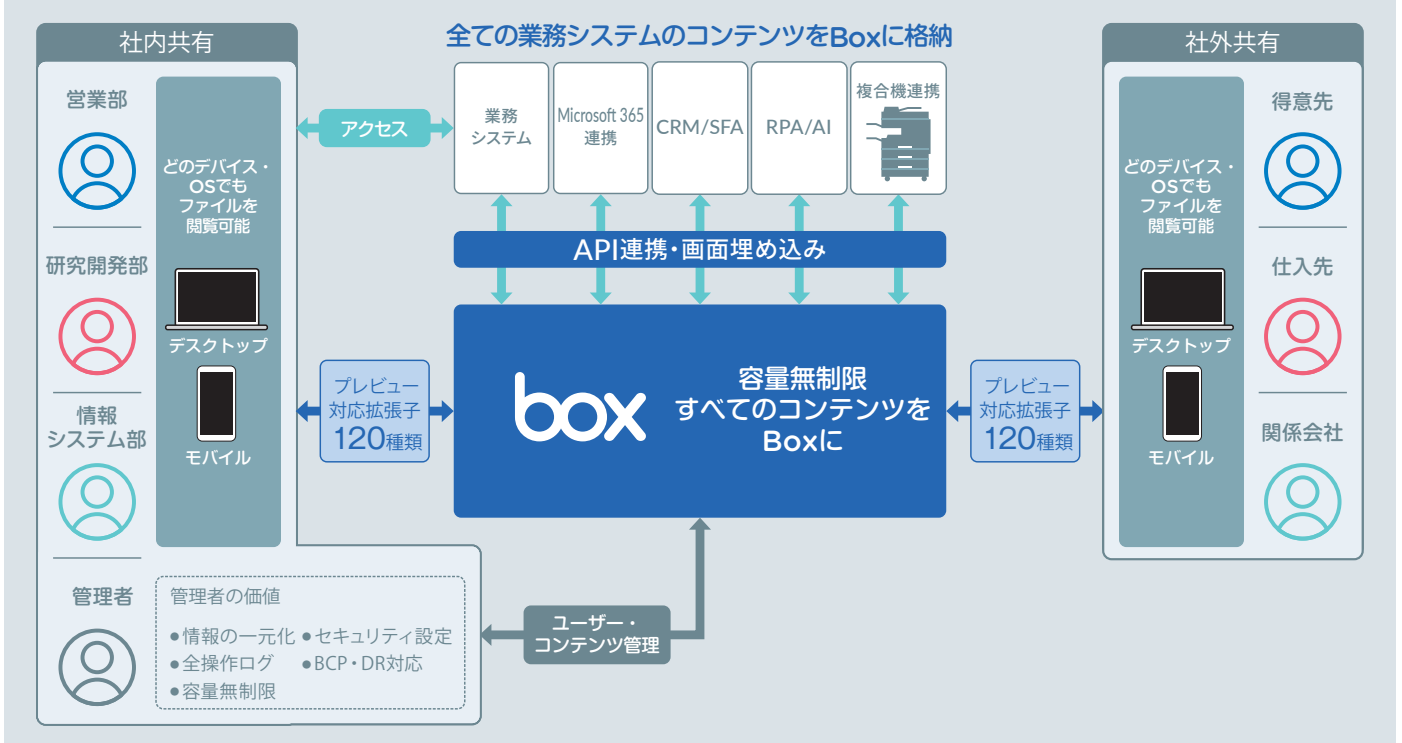 社内共有
営業部
研究開発部
情報
システム部
管理者
どのデバイス・
OSでも
ファイルを
閲覧可能
デスクトップ
モバイル
管理者の価値
●情報の一元化 ●セキュリティ設定
●全操作ログ ●BCP・DR対応
●容量無制限
全ての業務システムのコンテンツをBoxに格納
アクセス
業務
システム
Microsoft 365
連携
CRM/SFA
RPA/AI
複合機連携
API連携・画面埋め込み
プレビュー
対応拡張子
120種類
box
容量無制限
すべてのコンテンツを
Boxに
プレビュー
対応拡張子
120種類
ユーザー・
コンテンツ管理
社外共有
どのデバイス・
OSでも
ファイルを
閲覧可能
デスクトップ
モバイル
得意先
仕入先
関係会社